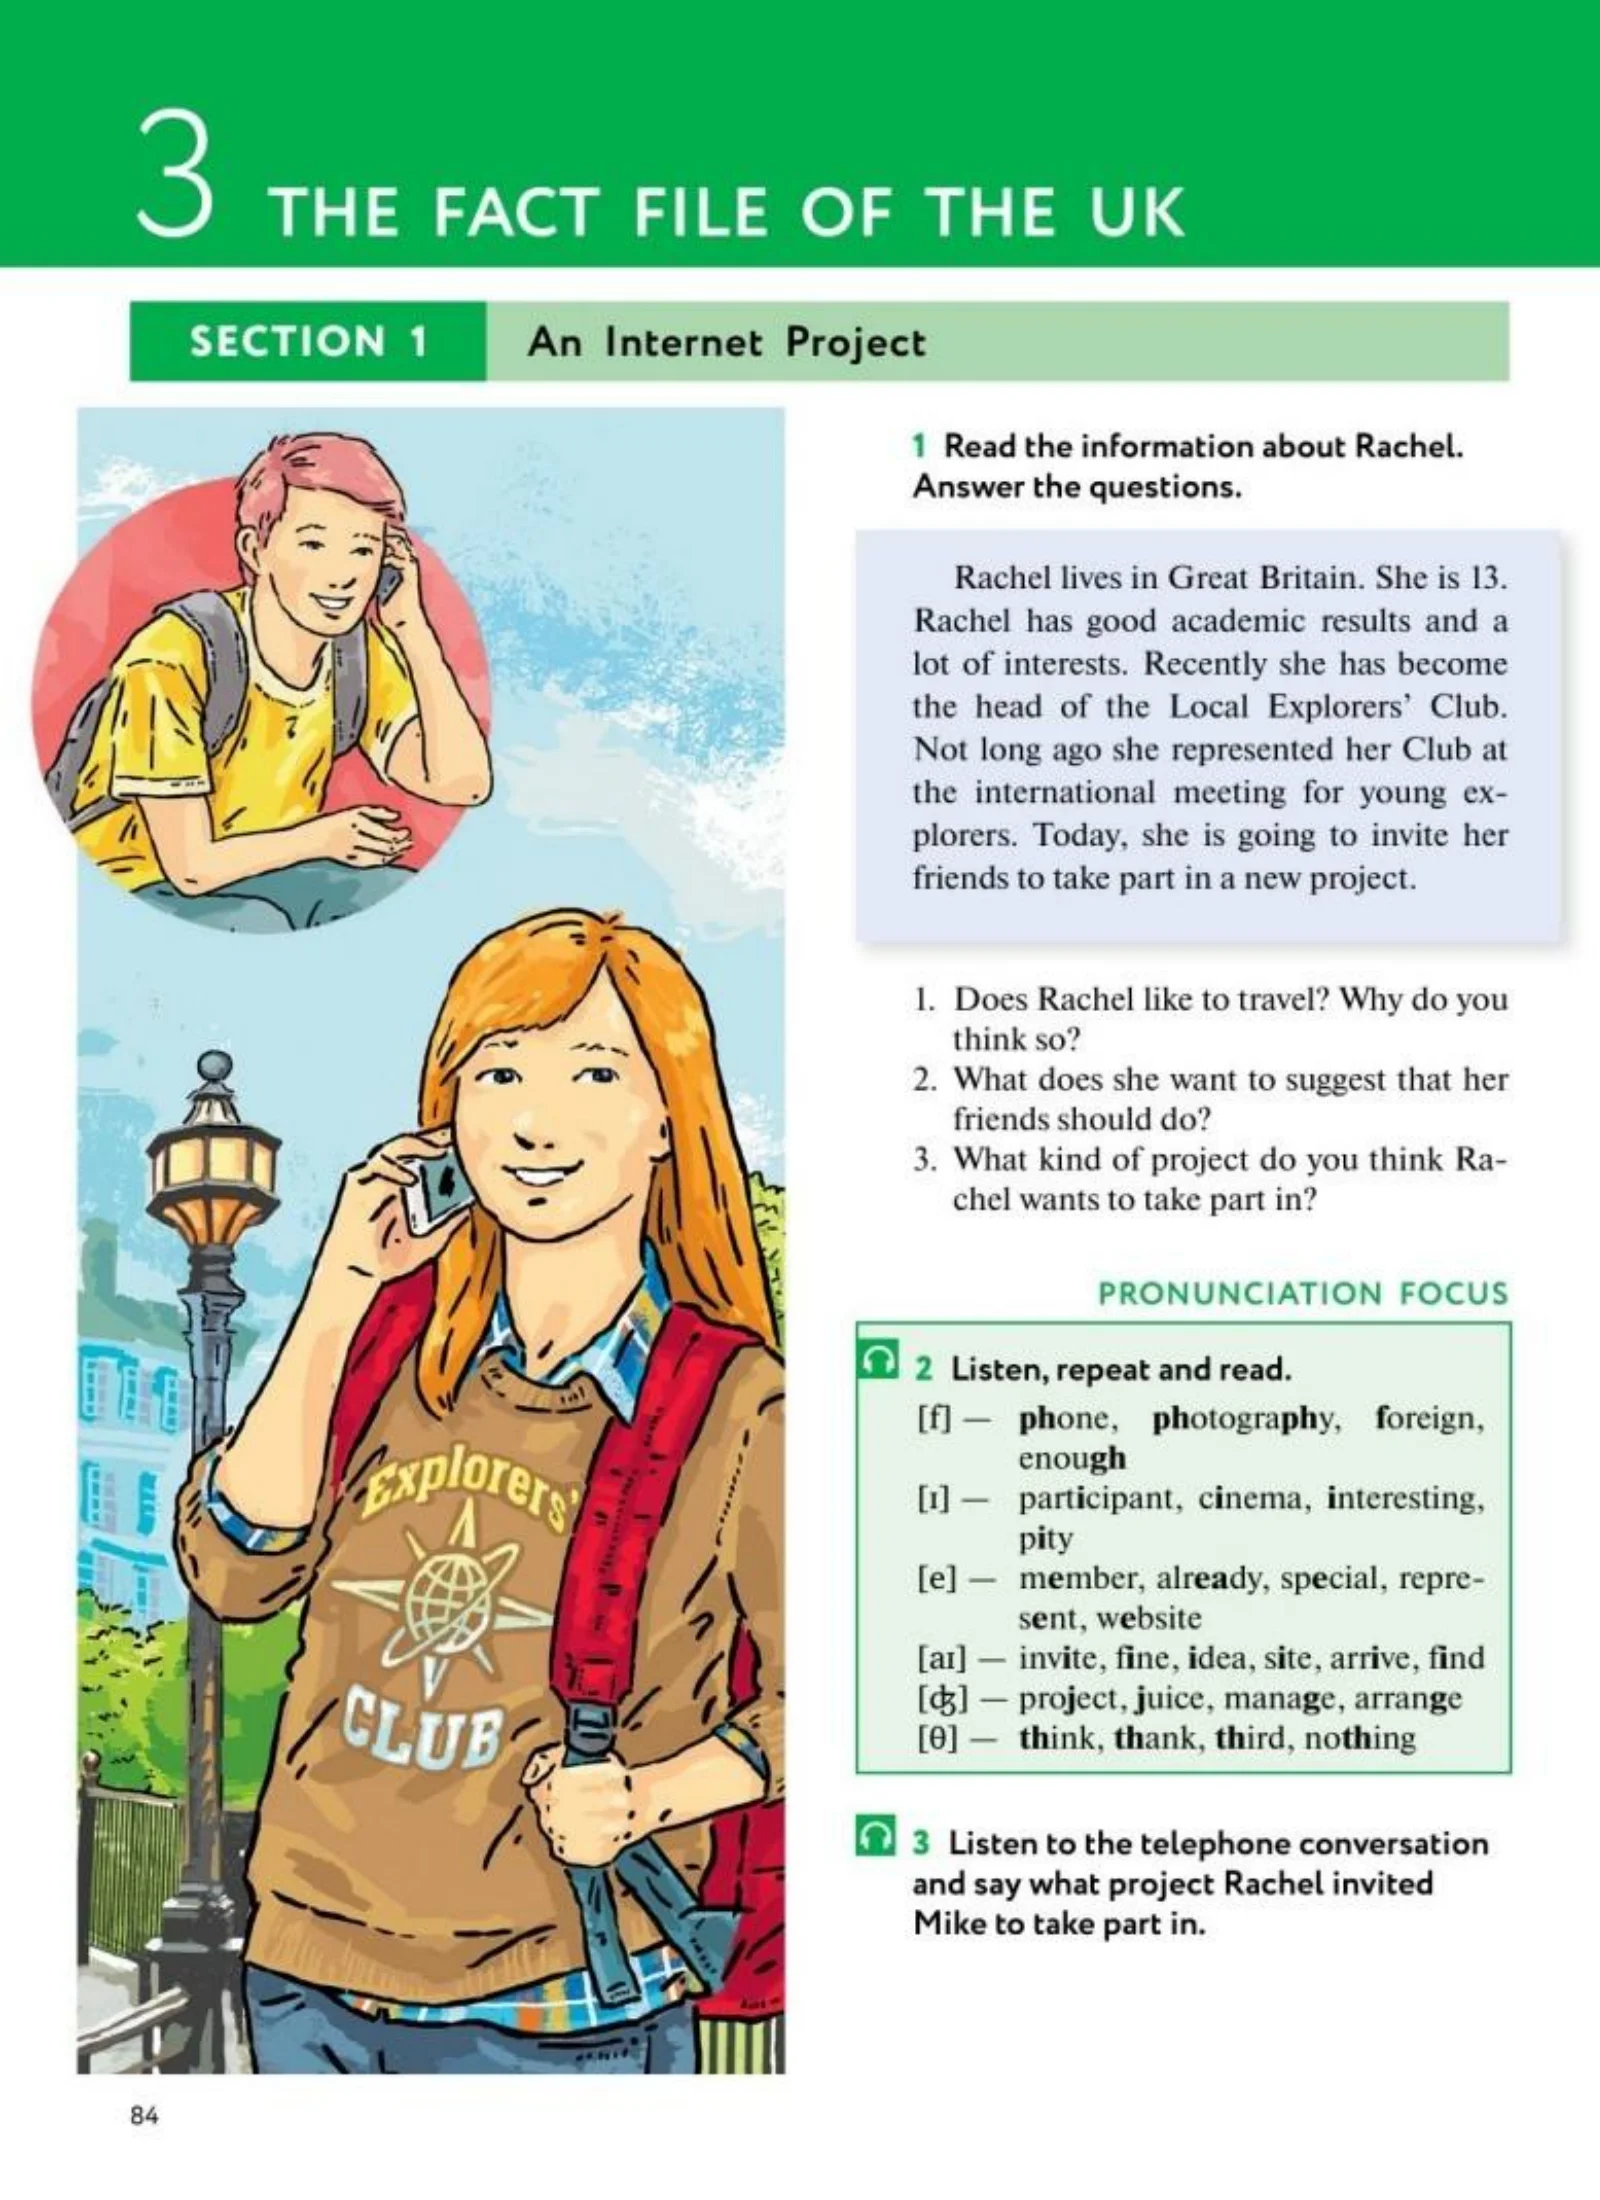 3 THE FACT FILE OF THE UK
SECTION 1 An Internet Project
1 Read the information about Rachel.
Answer the questions.
Rachel lives in Great Britain. She is 13.
Rachel has good academic results and a
lot of interests. Recently she has become
the head of the Local Explorers’ Club.
Not long ago she represented her Club at
the international meeting for young ex-
plorers. Today, she is going to invite her
friends to take part in a new project.
1. Does Rachel like to travel? Why do you
think so?
2. What does she want to suggest that her
friends should do?
3. What kind of project do you think Ra-
chel wants to take part in?
PRONUNCIATION FOCUS
2 Listen, repeat and read.
[f] — phone, photography, foreign,
enough
[ɪ] — participant, cinema, interesting,
pity
[e] — member, already, special, repre-
sent, website
[aɪ] — invite, fine, idea, site, arrive, find
[ʤ] — project, juice, manage, arrange
[θ] — think, thank, third, nothing
3 Listen to the telephone conversation
and say what project Rachel invited
Mike to take part in.
Explorers’
CLUB
84